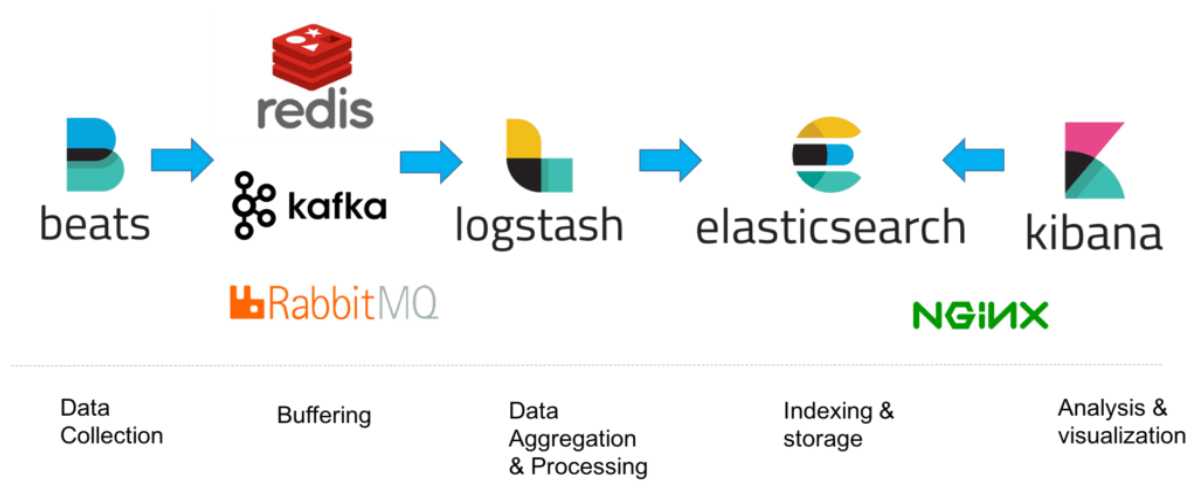 redis
beats
kafka
logstash
elasticsearch
kibana
RabbitMQ
NGiNX
Data
Collection
Buffering
Data
Aggregation
& Processing
Indexing &
storage
Analysis &
visualization